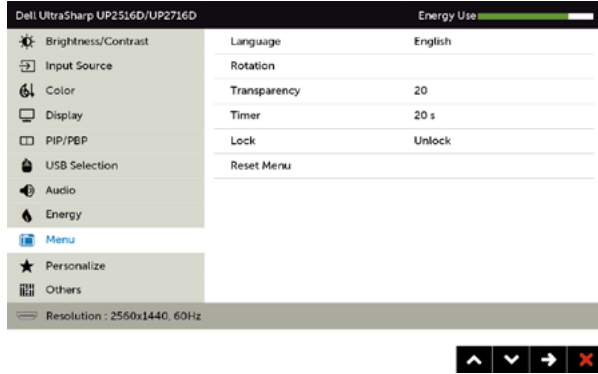 Dell UltraSharp UP2516D/UP2716D Energy Use
Brightness/Contrast Language English
Input Source Rotation
Color Transparency 20
Display Timer 20 s
PIP/PBP Lock Unlock
USB Selection Reset Menu
Audio
Energy
Menu
Personalize
Others
Resolution : 2560x1440, 60Hz